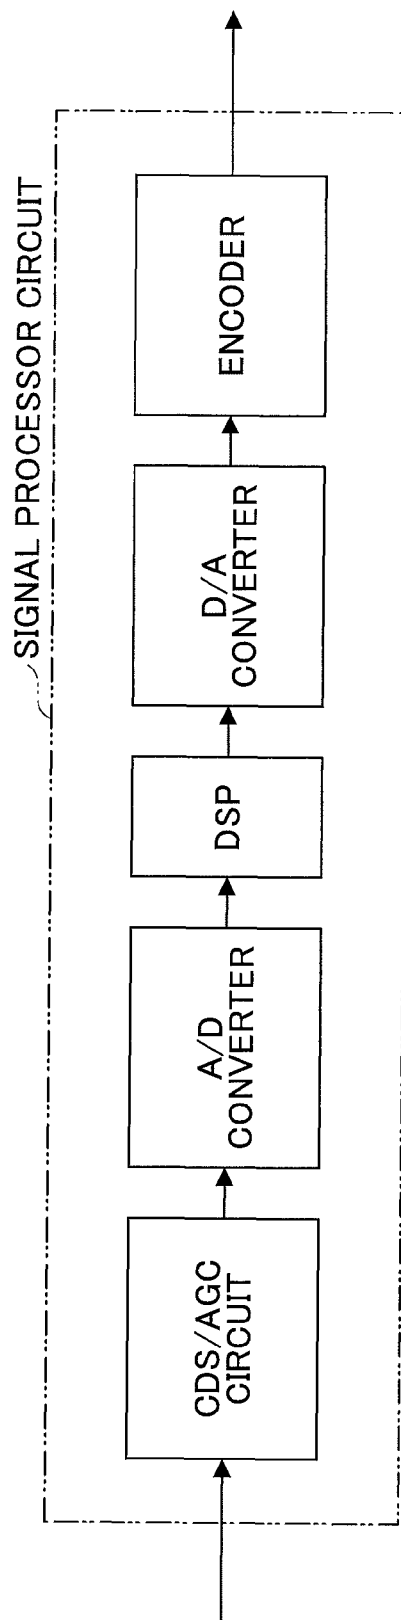 SIGNAL PROCESSOR CIRCUIT
CDS/AGC
CIRCUIT
A/D
CONVERTER
DSP
D/A
CONVERTER
ENCODER